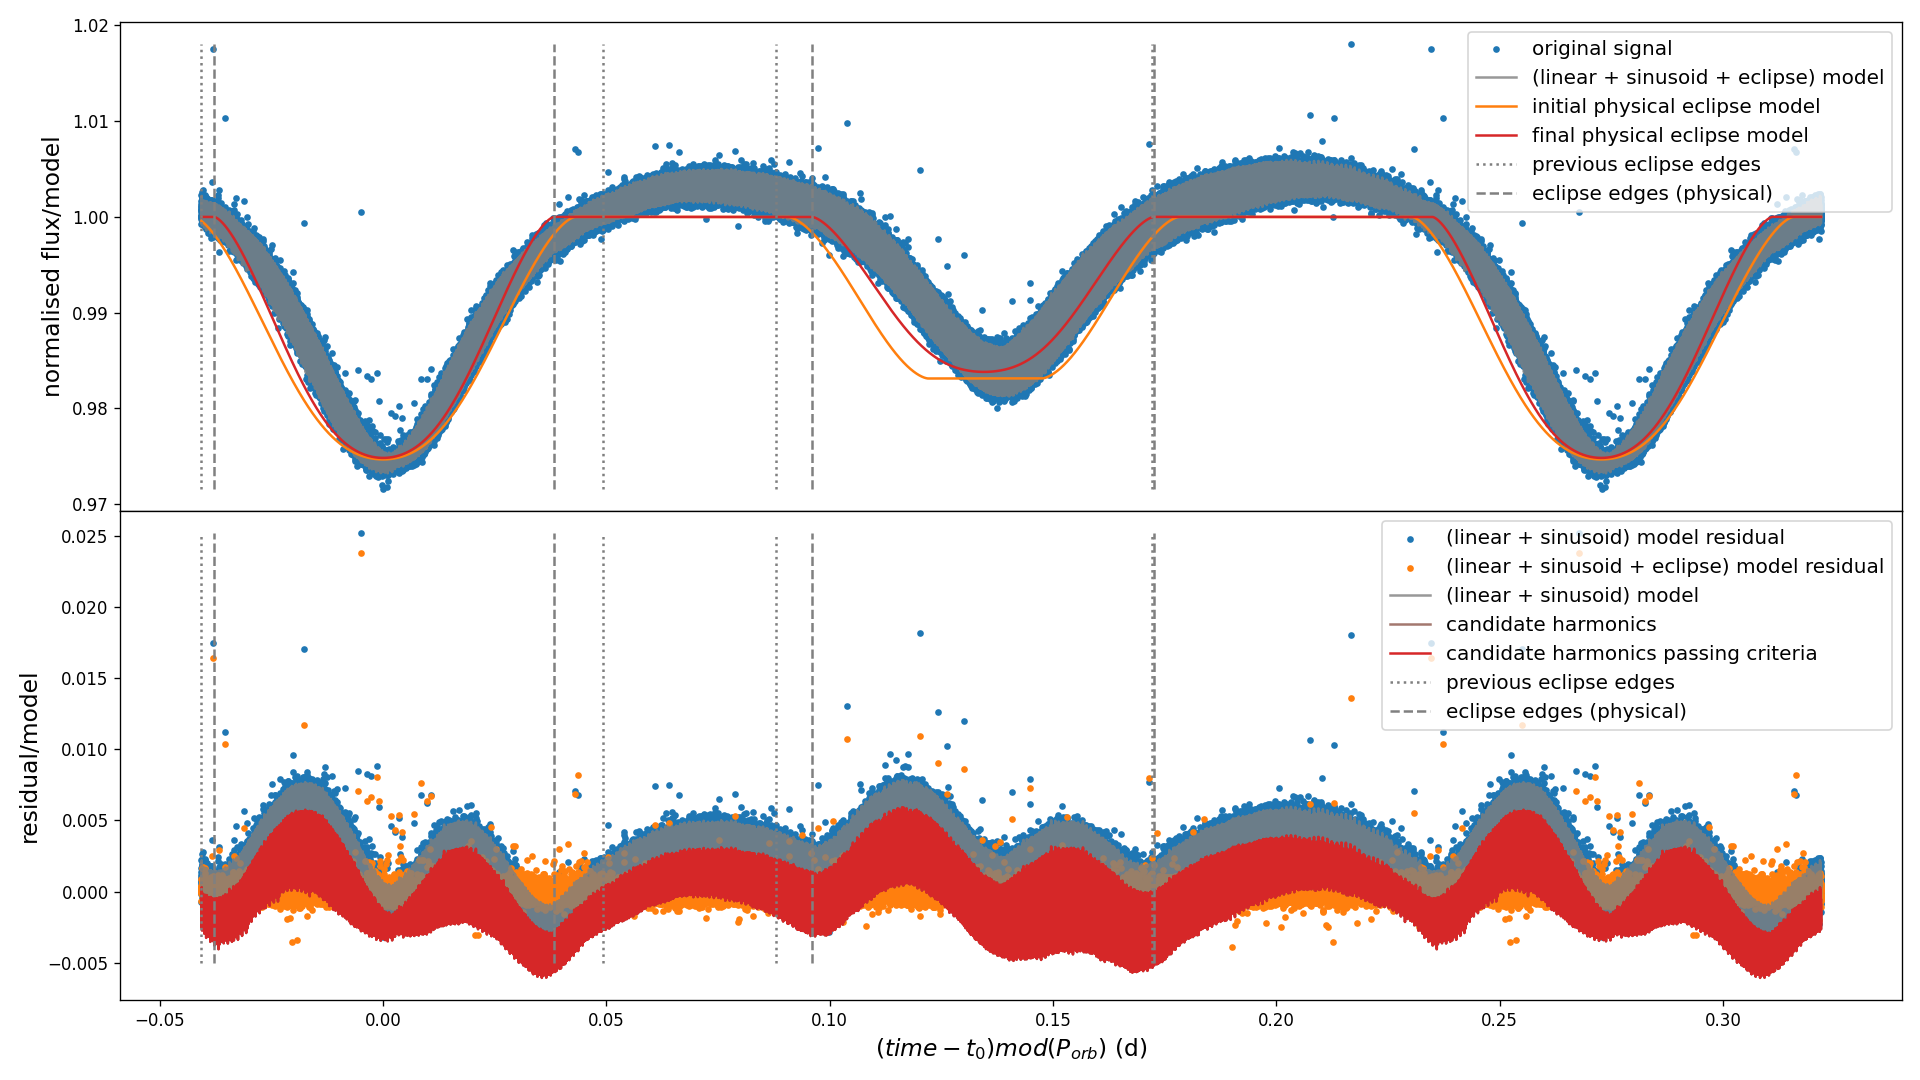 1.02
1.01
1.00
0.99
0.98
0.97
normalised flux/model
original signal
(linear + sinusoid + eclipse) model
initial physical eclipse model
final physical eclipse model
previous eclipse edges
eclipse edges (physical)
0.025
0.020
0.015
0.010
0.005
0.000
−0.005
residual/model
(linear + sinusoid) model residual
(linear + sinusoid + eclipse) model residual
(linear + sinusoid) model
candidate harmonics
candidate harmonics passing criteria
previous eclipse edges
eclipse edges (physical)
−0.05 0.00 0.05 0.10 0.15 0.20 0.25 0.30
(time − t₀)mod(P_orb) (d)